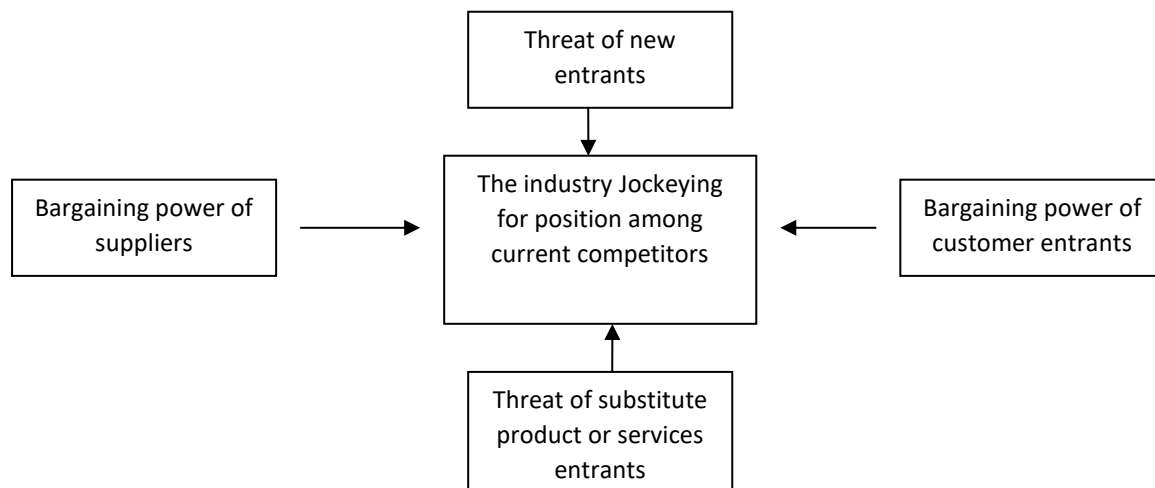 Threat of new
entrants
The industry Jockeying
for position among
current competitors
Bargaining power of
suppliers
Bargaining power of
customer entrants
Threat of substitute
product or services
entrants